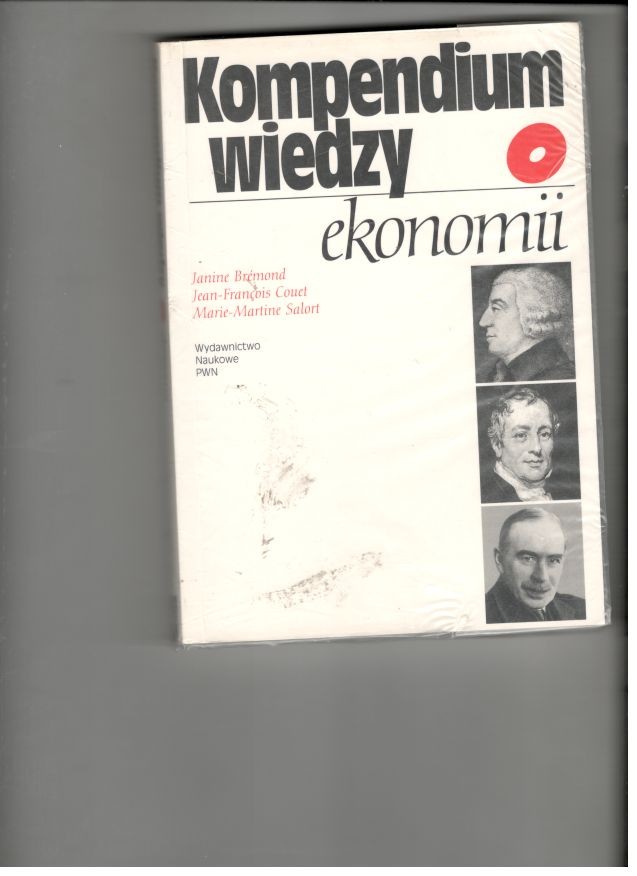 Kompendium
wiedzy o
ekonomii
Janine Brémond
Jean-François Couet
Marie-Martine Salort
Wydawnictwo
Naukowe
PWN